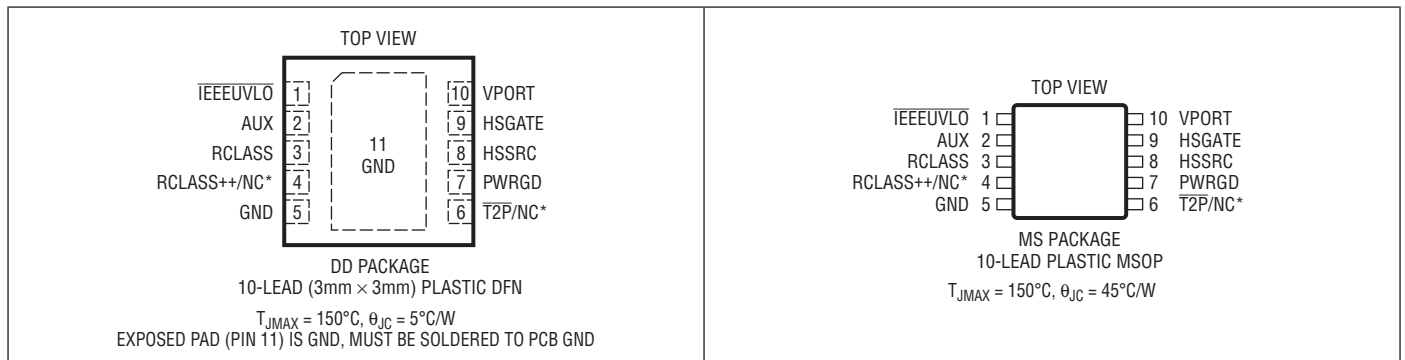 TOP VIEW
IEEEUVLO 1
AUX 2
RCLASS 3
RCLASS++/NC* 4
GND 5
11
GND
10 VPORT
9 HSGATE
8 HSSRC
7 PWRGD
6 T2P/NC*
DD PACKAGE
10-LEAD (3mm × 3mm) PLASTIC DFN
TJMAX = 150°C, θJC = 5°C/W
EXPOSED PAD (PIN 11) IS GND, MUST BE SOLDERED TO PCB GND
TOP VIEW
IEEEUVLO 1
AUX 2
RCLASS 3
RCLASS++/NC* 4
GND 5
10 VPORT
9 HSGATE
8 HSSRC
7 PWRGD
6 T2P/NC*
MS PACKAGE
10-LEAD PLASTIC MSOP
TJMAX = 150°C, θJC = 45°C/W